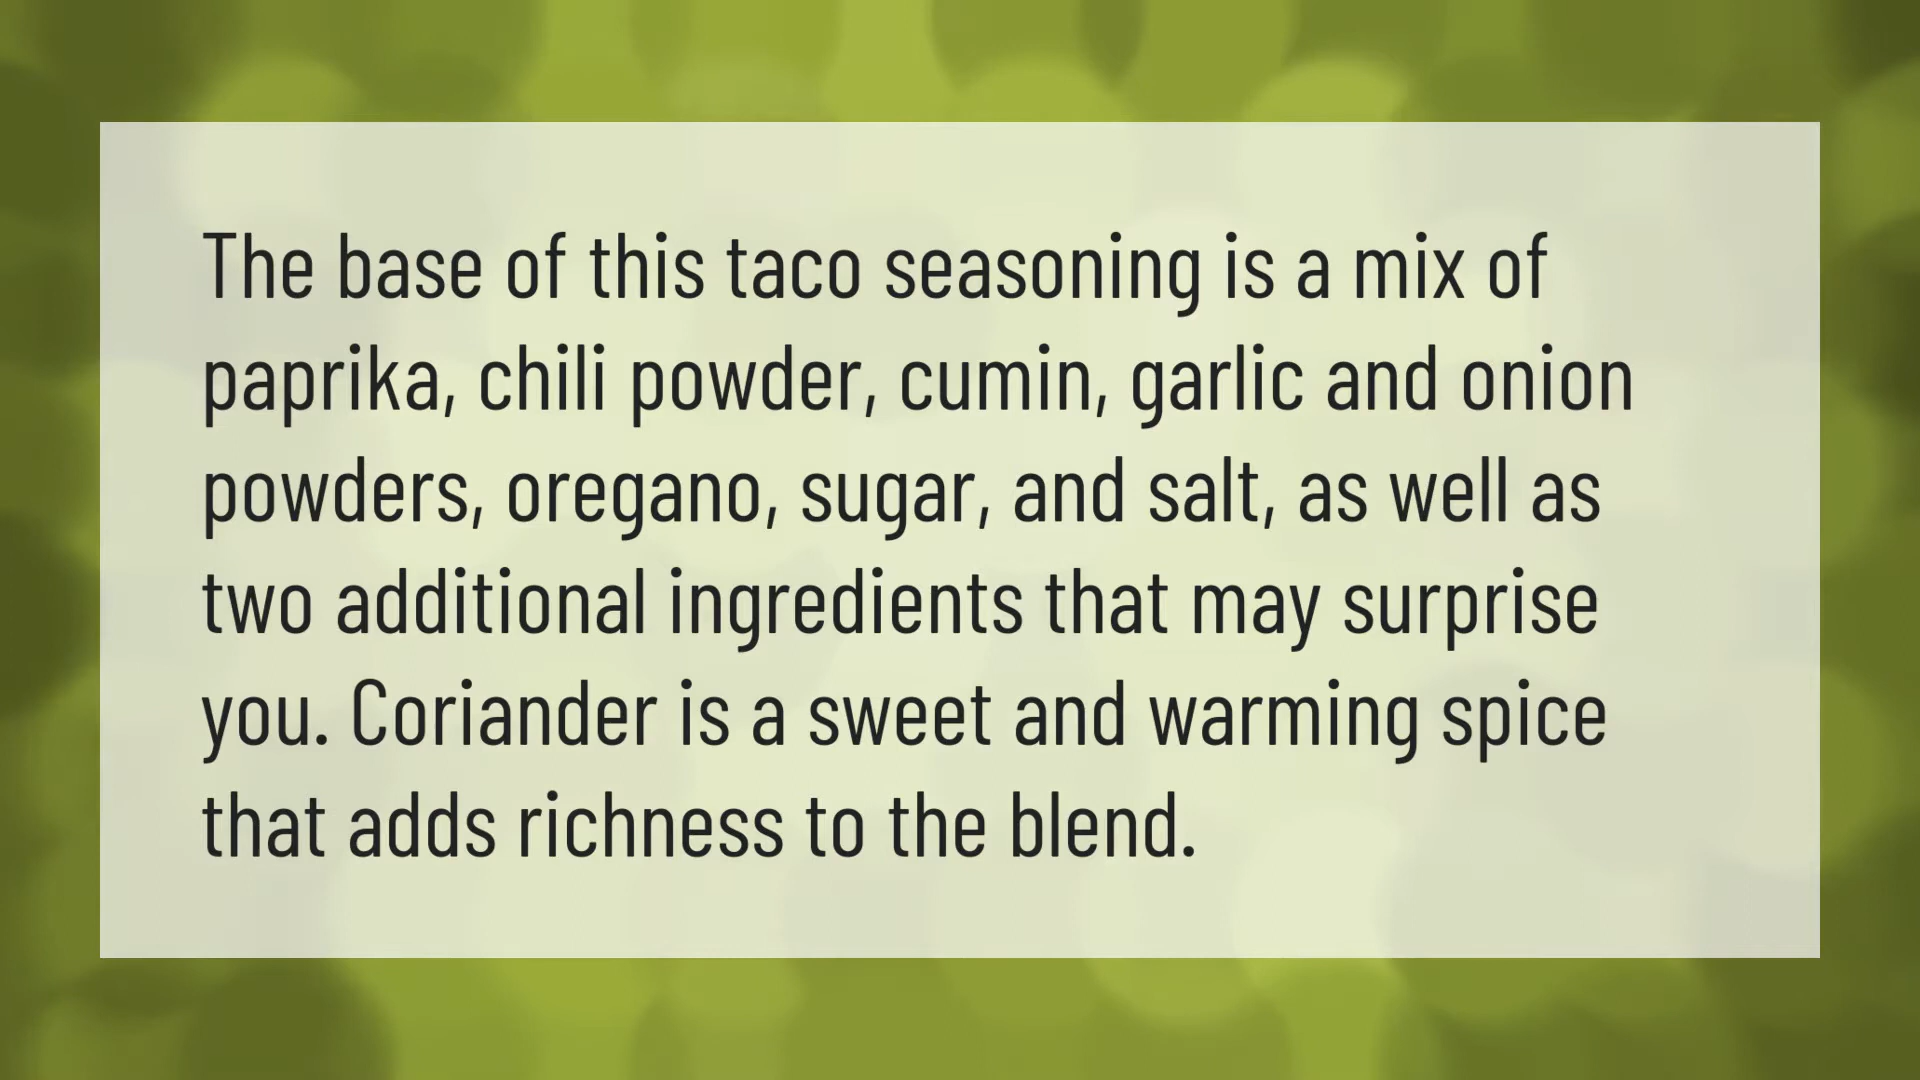 The base of this taco seasoning is a mix of
paprika, chili powder, cumin, garlic and onion
powders, oregano, sugar, and salt, as well as
two additional ingredients that may surprise
you. Coriander is a sweet and warming spice
that adds richness to the blend.